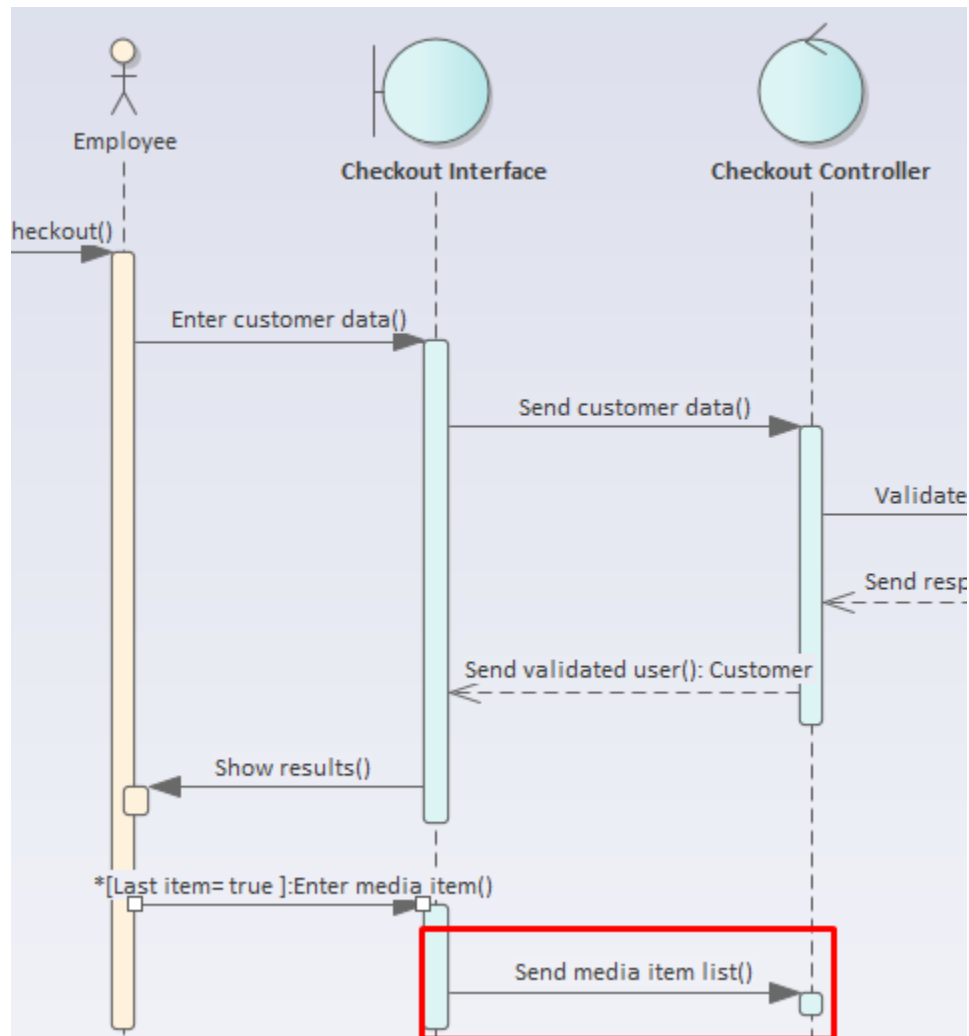 Employee
Checkout Interface
Checkout Controller
heckout()
Enter customer data()
Send customer data()
Validate
Send resp
Send validated user(): Customer
Show results()
*[Last item= true ]:Enter media item()
Send media item list()